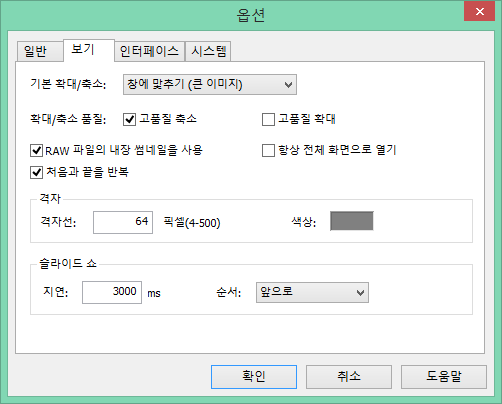 옵션
일반 보기 인터페이스 시스템
기본 확대/축소: 창에 맞추기 (큰 이미지)
확대/축소 품질: 고품질 축소 고품질 확대
RAW 파일의 내장 썸네일을 사용 항상 전체 화면으로 열기
처음과 끝을 반복
격자
격자선: 64 픽셀(4-500) 색상:
슬라이드 쇼
지연: 3000 ms 순서: 앞으로
확인 취소 도움말